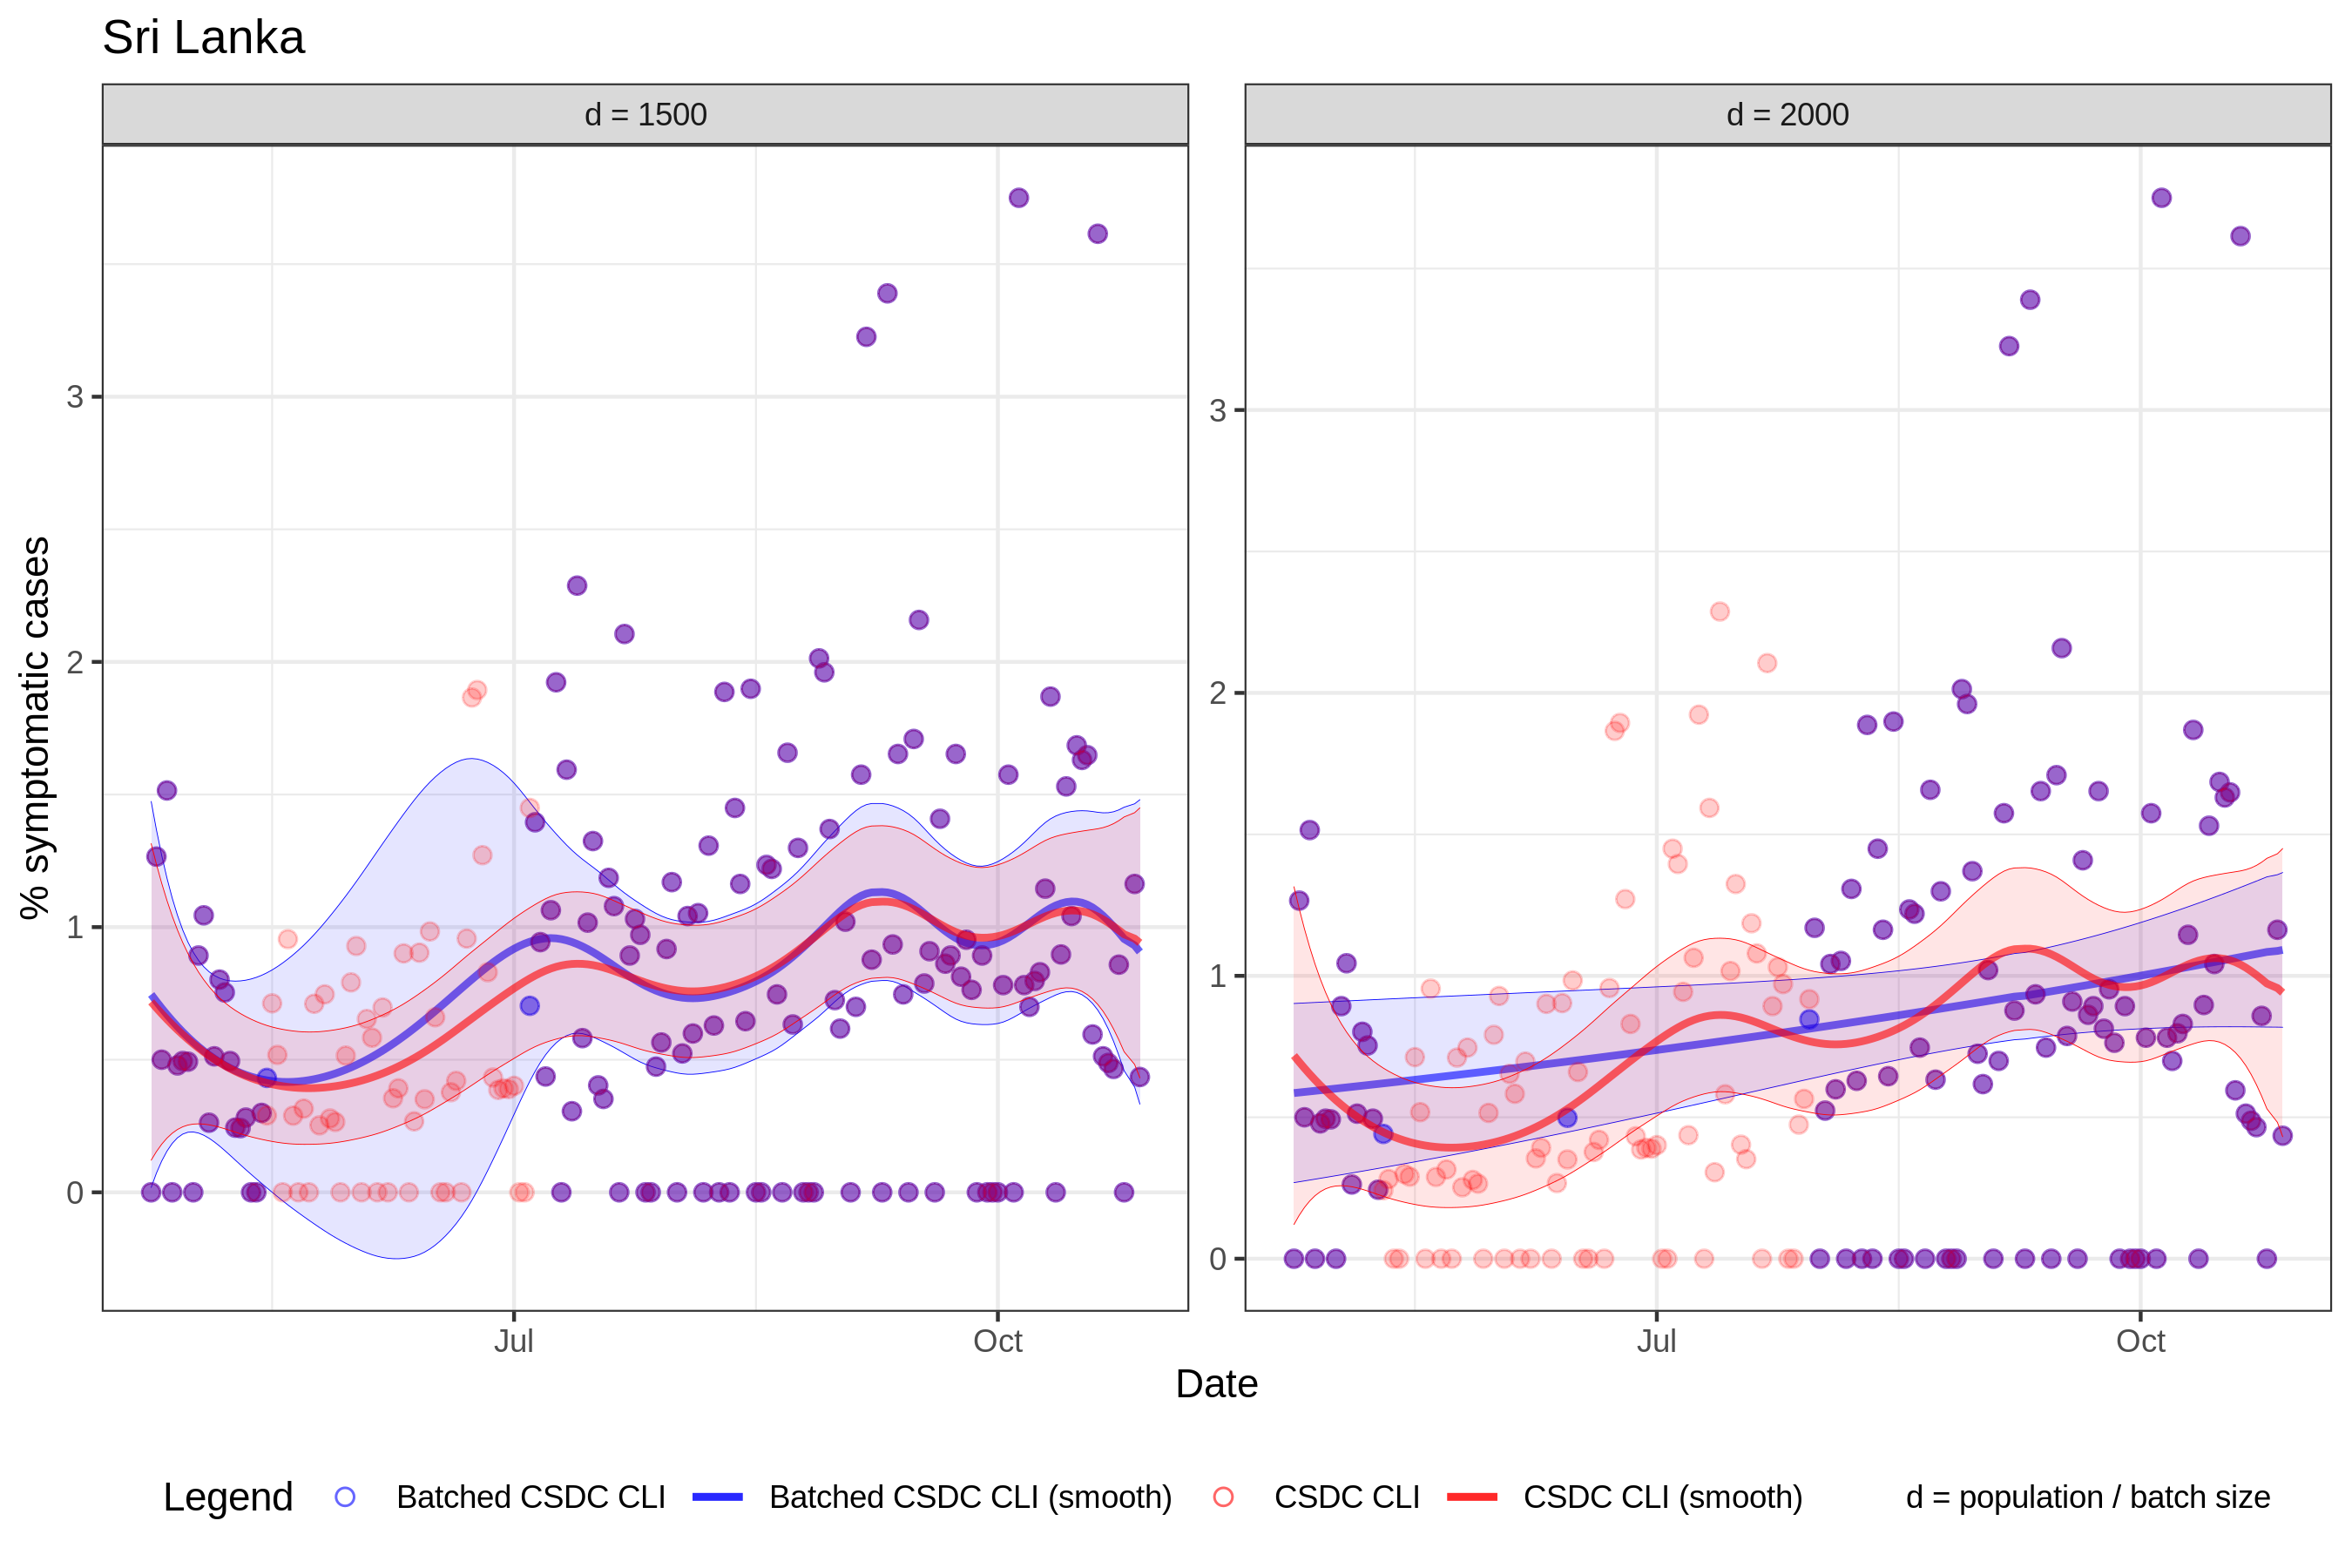 Sri Lanka
d = 1500
d = 2000
% symptomatic cases
3
2
1
0
3
2
1
0
Jul
Oct
Jul
Oct
Date
Legend
Batched CSDC CLI
Batched CSDC CLI (smooth)
CSDC CLI
CSDC CLI (smooth)
d = population / batch size